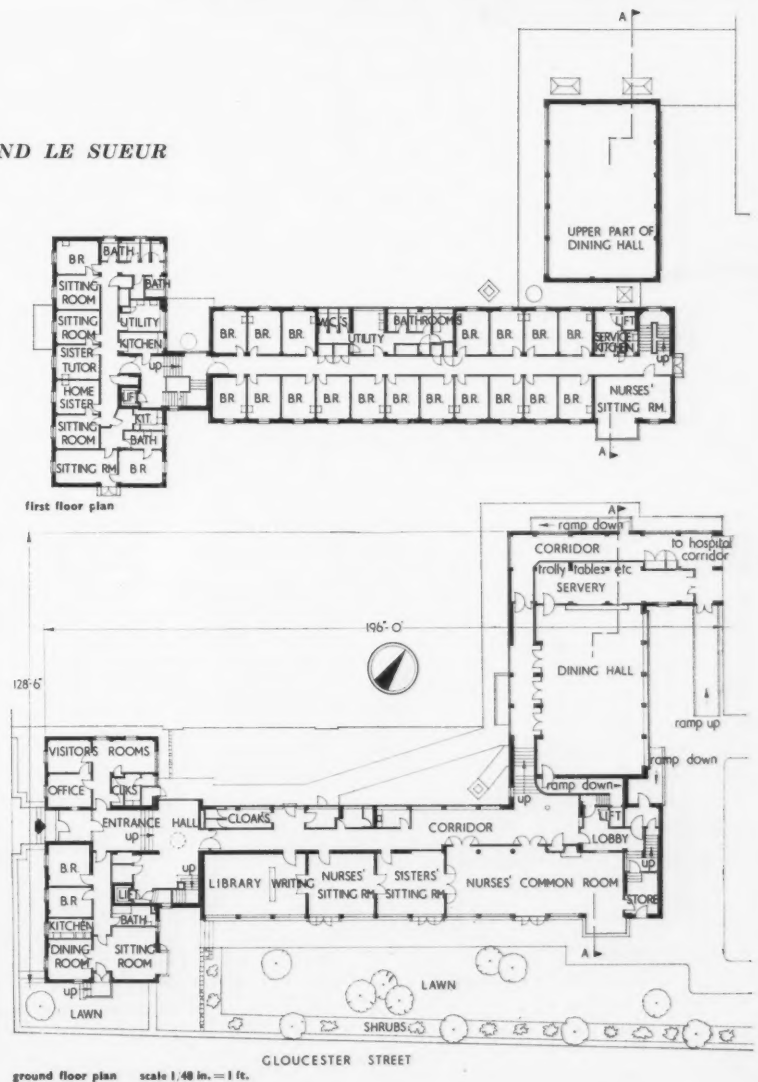 ND LE SUEUR
A
UPPER PART OF
DINING HALL
B.R
BATH
SITTING
ROOM
BATH
SITTING
ROOM
UTILITY
KITCHEN
SISTER
TUTOR
up
HOME
SISTER
LIFT
SITTING
ROOM
KIT.
BATH
SITTING RM
B R
B.R.
B.R.
B.R.
W.C.'S
UTILITY
BATHROOMS
B.R.
B.R.
B.R.
B.R.
LIFT
SERVICE
KITCHEN
up
B.R.
B.R.
B.R.
B.R.
B.R.
B.R.
B.R.
B.R.
B.R.
B.R.
NURSES'
SITTING RM.
A
first floor plan
A
ramp down
CORRIDOR
to hospital
corridor
trolly tables etc
SERVERY
196'-0"
128'-6"
DINING HALL
ramp up
ramp down
VISITORS ROOMS
OFFICE
CLKS
ramp down
up
ENTRANCE HALL
up
CLOAKS
CORRIDOR
LIFT
LOBBY
B.R.
B.R
LIFT
up
LIBRARY
WRITING
NURSES'
SITTING RM
SISTERS'
SITTING RM.
NURSES' COMMON ROOM
up
STORE
KITCHEN
BATH
DINING
ROOM
SITTING
ROOM
up
LAWN
A
LAWN
SHRUBS
GLOUCESTER STREET
ground floor plan scale 1/48 in. = 1 ft.